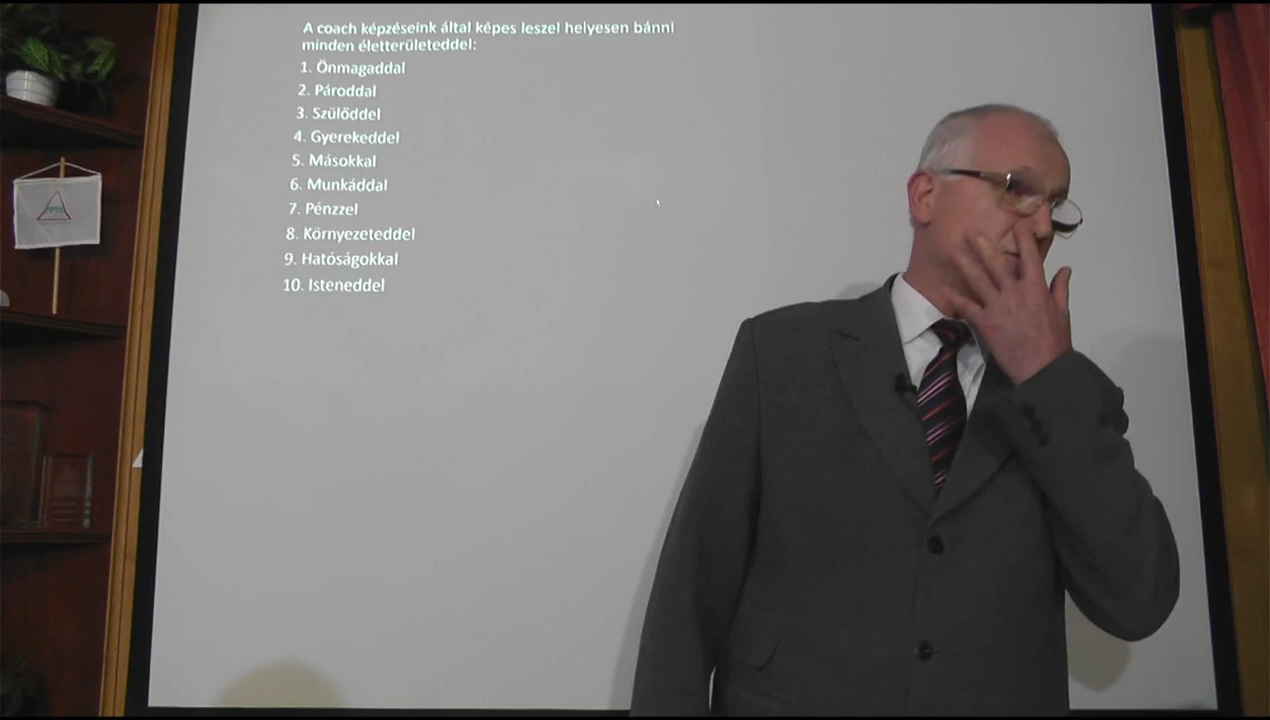 A coach képzéseink által képes leszel helyesen bánni
minden életterületeddel:
1. Önmagaddal
2. Pároddal
3. Szülőddel
4. Gyerekeddel
5. Másokkal
6. Munkáddal
7. Pénzzel
8. Környezeteddel
9. Hatóságokkal
10. Isteneddel